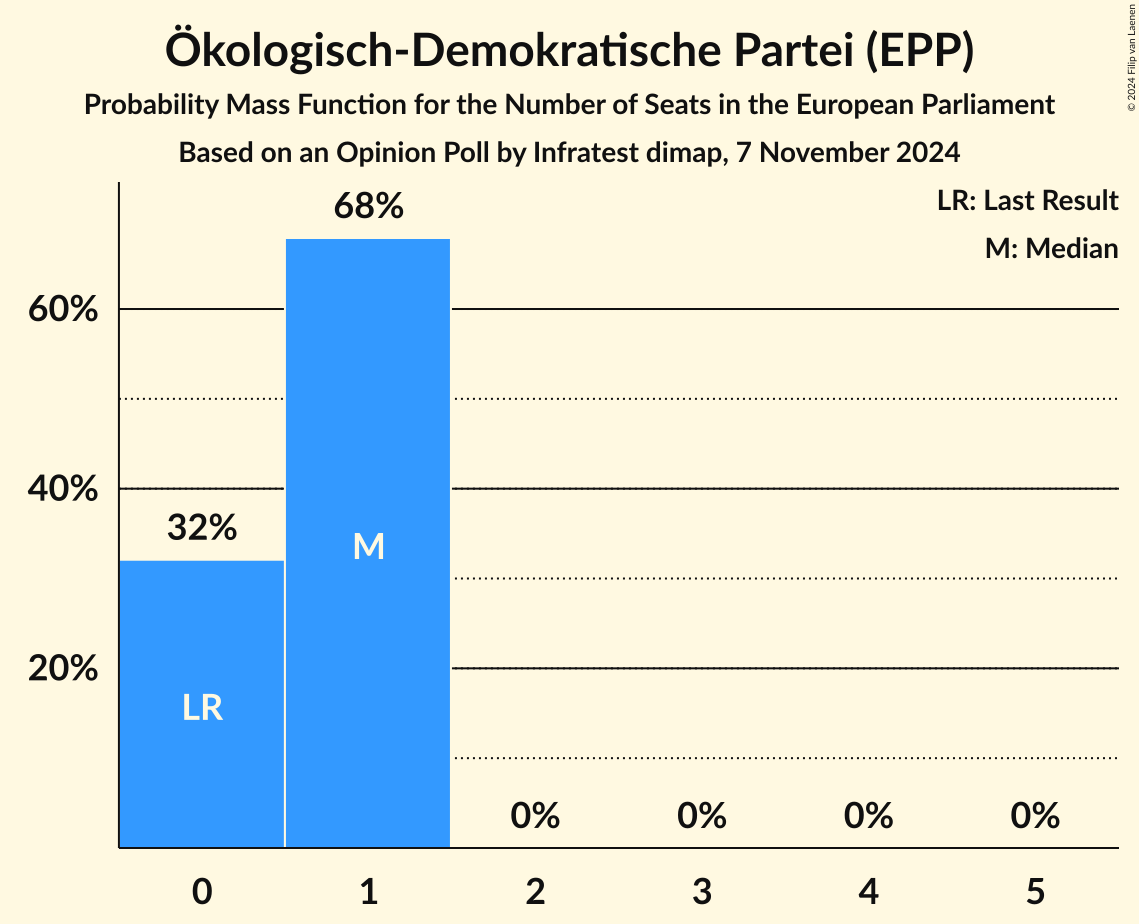 Ökologisch-Demokratische Partei (EPP)
Probability Mass Function for the Number of Seats in the European Parliament
Based on an Opinion Poll by Infratest dimap, 7 November 2024
© 2024 Filip van Laenen
LR: Last Result
M: Median
68%
60%
40%
32%
M
20%
LR
0% 0% 0% 0%
0 1 2 3 4 5